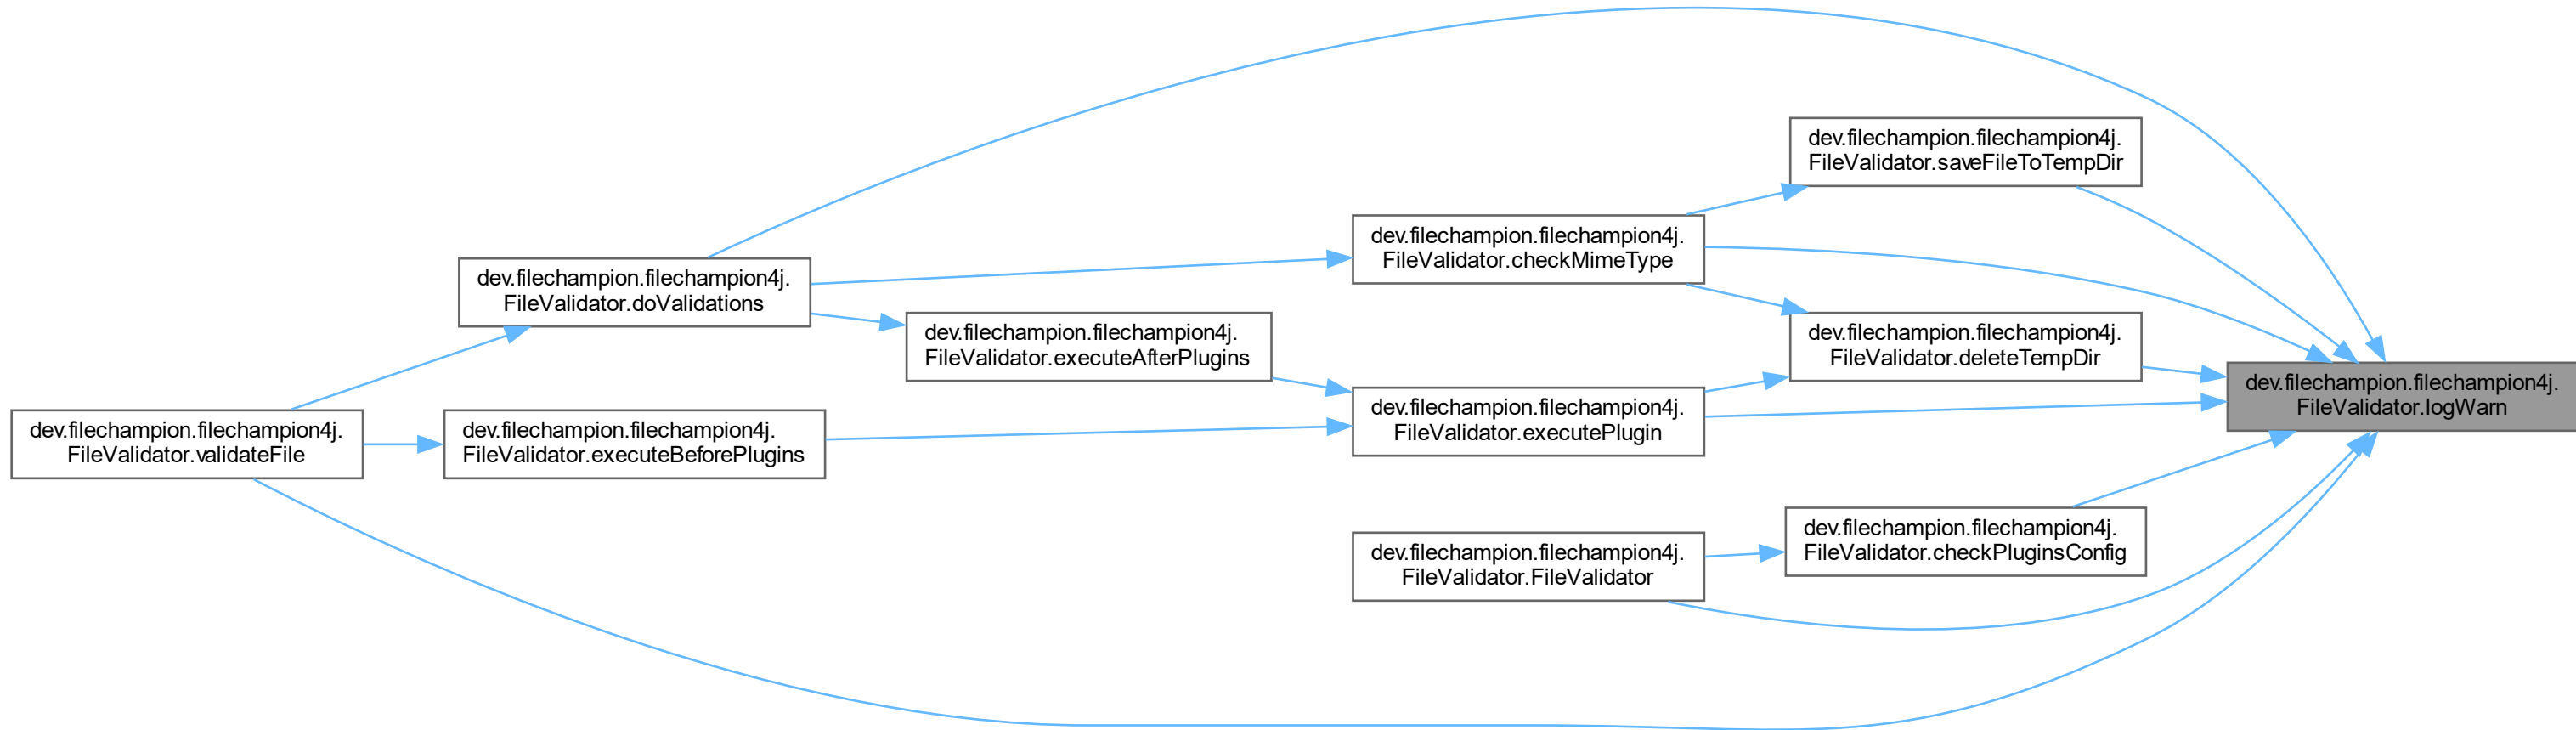 dev.filechampion.filechampion4j.
FileValidator.saveFileToTempDir
dev.filechampion.filechampion4j.
FileValidator.checkMimeType
dev.filechampion.filechampion4j.
FileValidator.doValidations
dev.filechampion.filechampion4j.
FileValidator.executeAfterPlugins
dev.filechampion.filechampion4j.
FileValidator.deleteTempDir
dev.filechampion.filechampion4j.
FileValidator.logWarn
dev.filechampion.filechampion4j.
FileValidator.executePlugin
dev.filechampion.filechampion4j.
FileValidator.validateFile
dev.filechampion.filechampion4j.
FileValidator.executeBeforePlugins
dev.filechampion.filechampion4j.
FileValidator.checkPluginsConfig
dev.filechampion.filechampion4j.
FileValidator.FileValidator